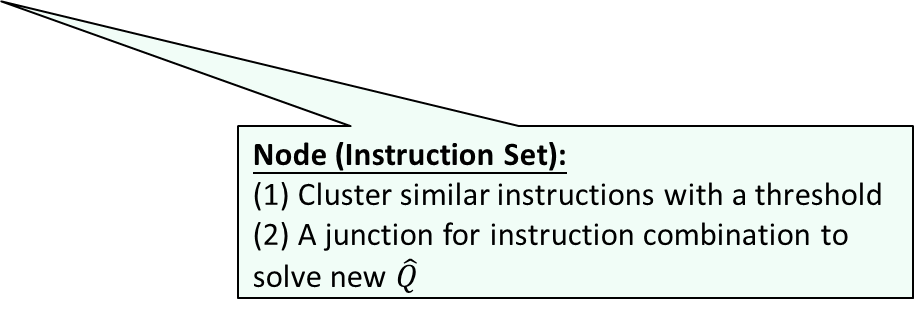 Node (Instruction Set):
(1) Cluster similar instructions with a threshold
(2) A junction for instruction combination to
solve new Q̂